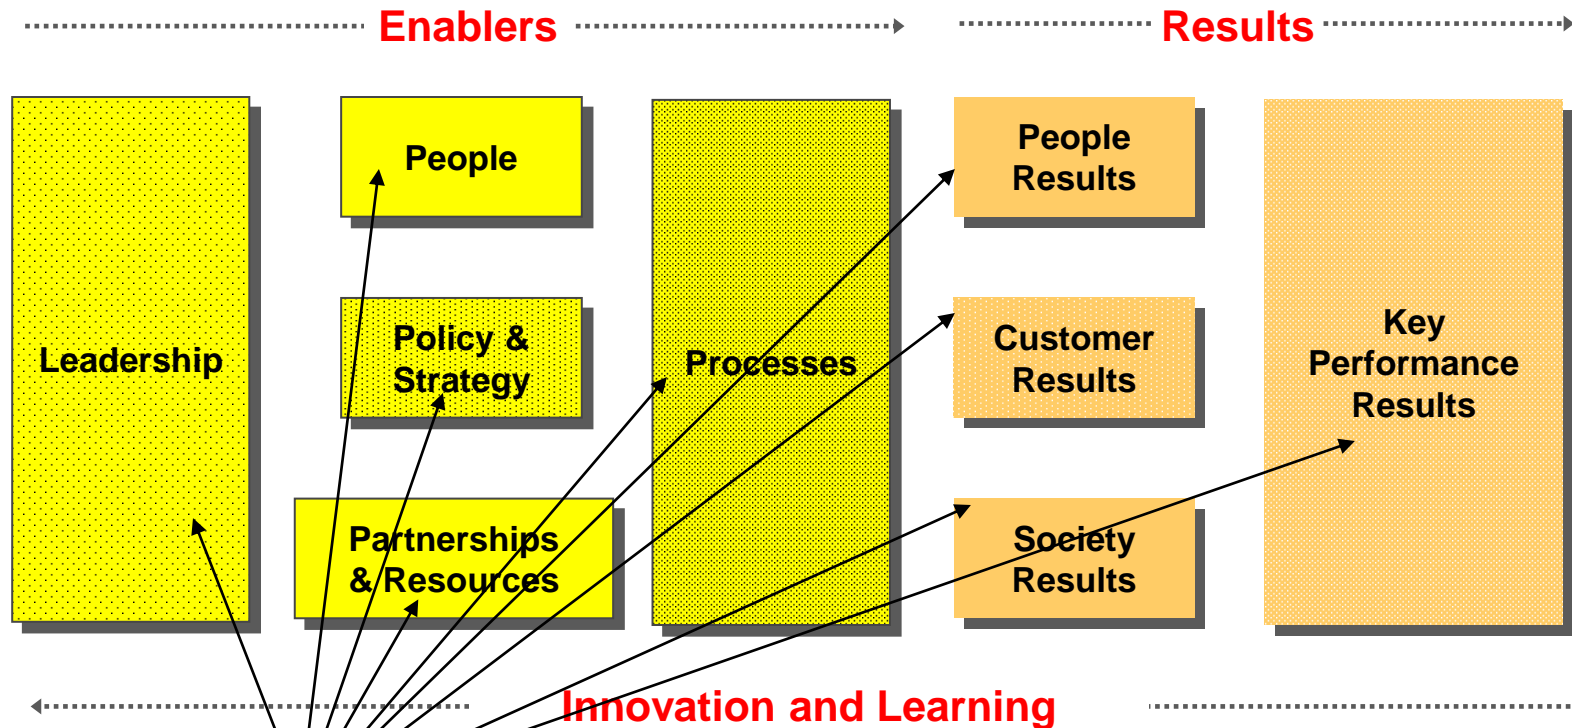 Enablers
Results
Leadership
People
Policy &
Strategy
Partnerships
& Resources
Processes
People
Results
Customer
Results
Society
Results
Key
Performance
Results
Innovation and Learning